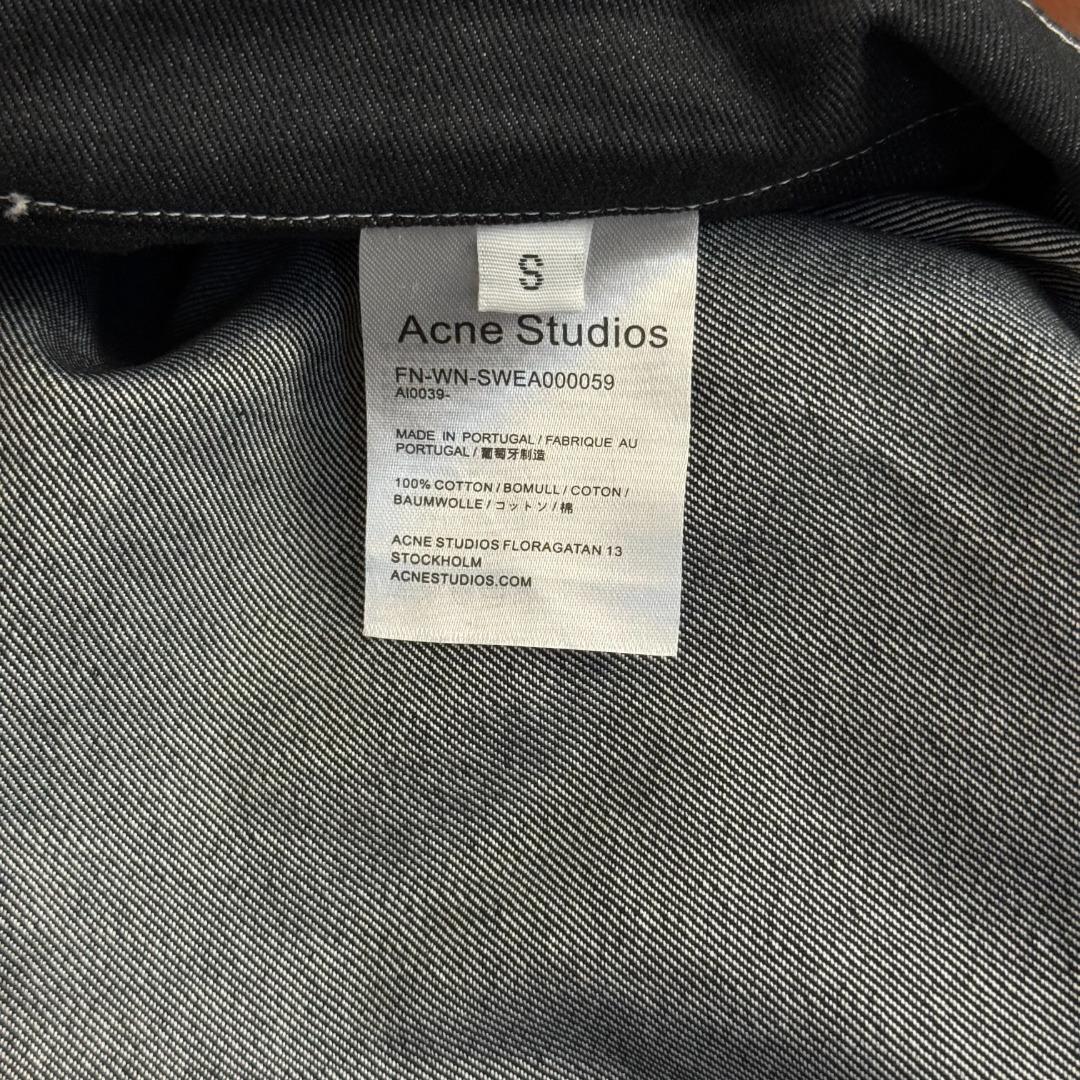 S
Acne Studios
FN-WN-SWEA000059
AI0039-
MADE IN PORTUGAL / FABRIQUE AU
PORTUGAL / 葡萄牙制造
100% COTTON / BOMULL / COTON /
BAUMWOLLE / コットン / 棉
ACNE STUDIOS FLORAGATAN 13
STOCKHOLM
ACNESTUDIOS.COM